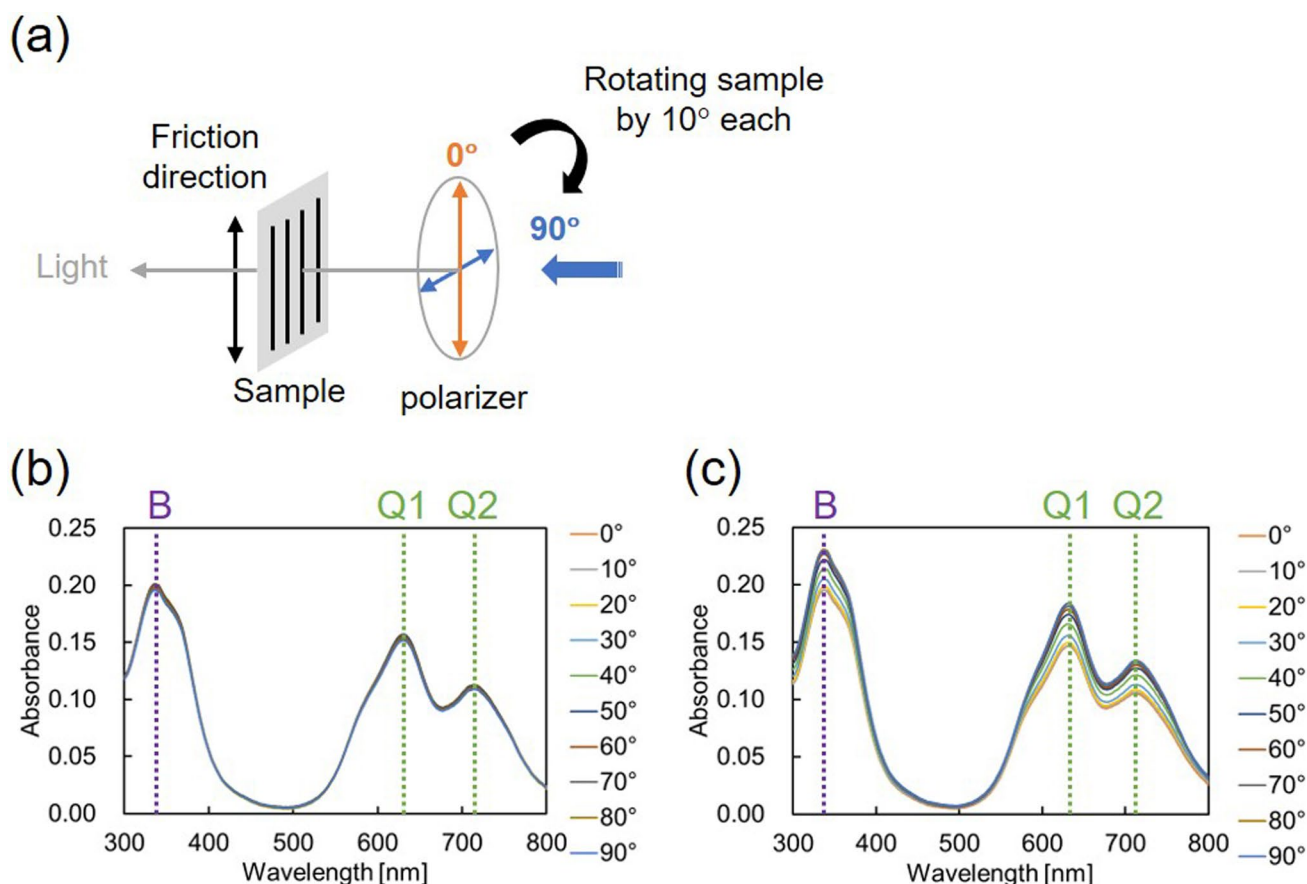 (a)
Rotating sample
by 10° each
Friction
direction
0°
90°
Light
Sample
polarizer
(b)
B Q1 Q2
0.25
0.20
0.15
0.10
0.05
0.00
Absorbance
300 400 500 600 700 800
Wavelength [nm]
0°
10°
20°
30°
40°
50°
60°
70°
80°
90°
(c)
B Q1 Q2
0.25
0.20
0.15
0.10
0.05
0.00
Absorbance
300 400 500 600 700 800
Wavelength [nm]
0°
10°
20°
30°
40°
50°
60°
70°
80°
90°